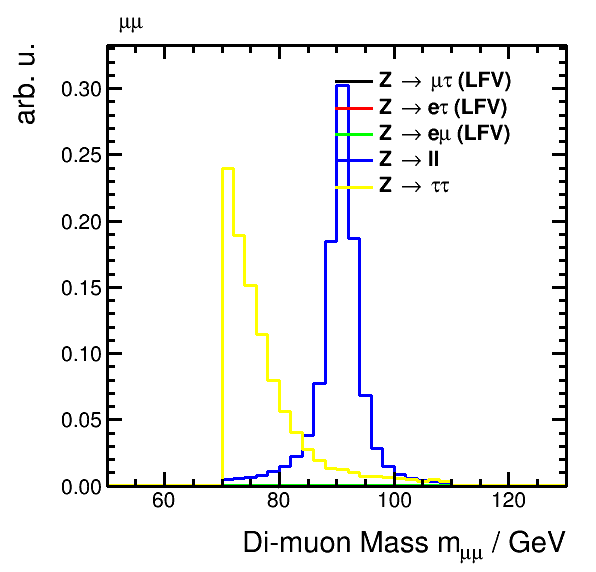 μμ
arb. u.
Z → μτ (LFV)
Z → eτ (LFV)
Z → eμ (LFV)
Z → ll
Z → ττ
0.30
0.25
0.20
0.15
0.10
0.05
0.00
60 80 100 120
Di-muon Mass mμμ / GeV